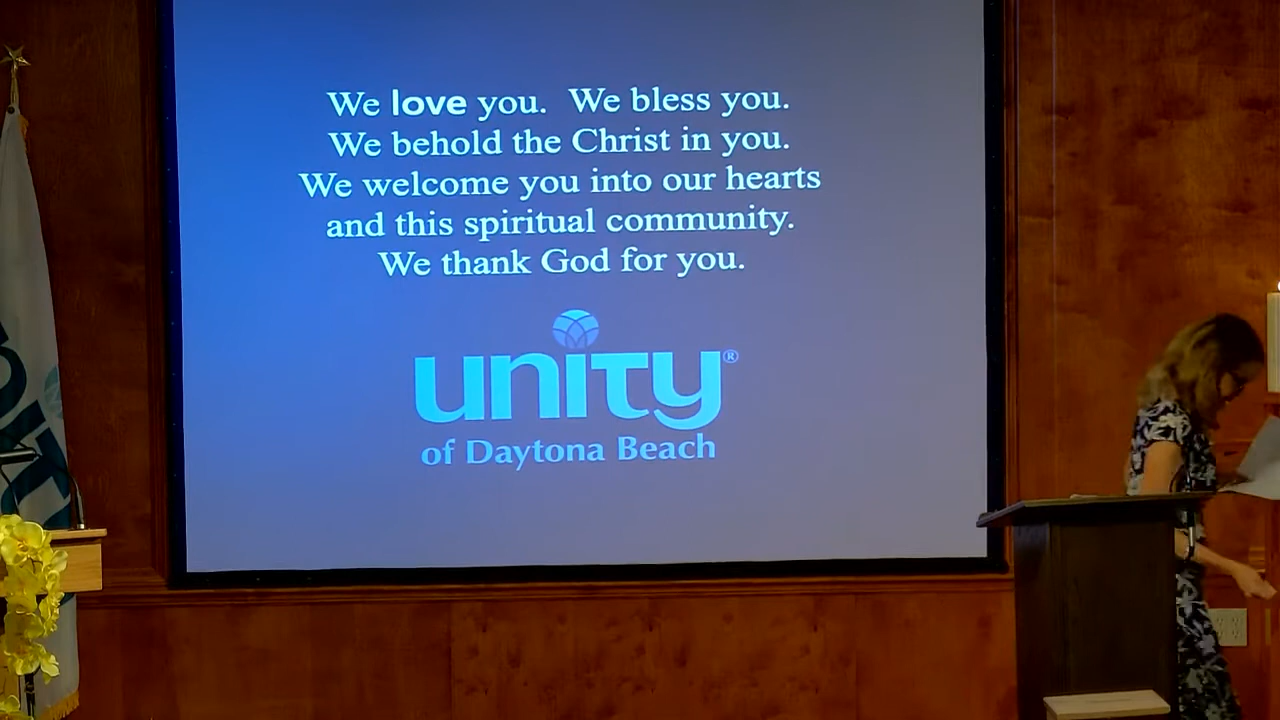 We love you. We bless you.
We behold the Christ in you.
We welcome you into our hearts
and this spiritual community.
We thank God for you.
unity®
of Daytona Beach